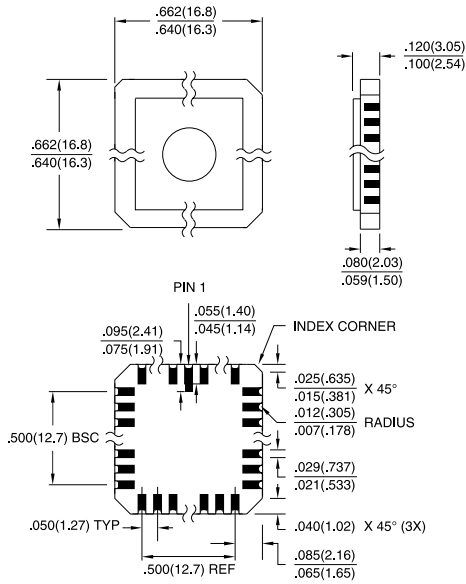 .662(16.8)
.640(16.3)
.120(3.05)
.100(2.54)
.662(16.8)
.640(16.3)
.080(2.03)
.059(1.50)
PIN 1
.055(1.40)
.045(1.14)
INDEX CORNER
.095(2.41)
.075(1.91)
.025(.635)
.015(.381)
X 45°
.012(.305)
.007(.178)
RADIUS
.500(12.7) BSC
.029(.737)
.021(.533)
.050(1.27) TYP
.040(1.02) X 45° (3X)
.500(12.7) REF
.085(2.16)
.065(1.65)